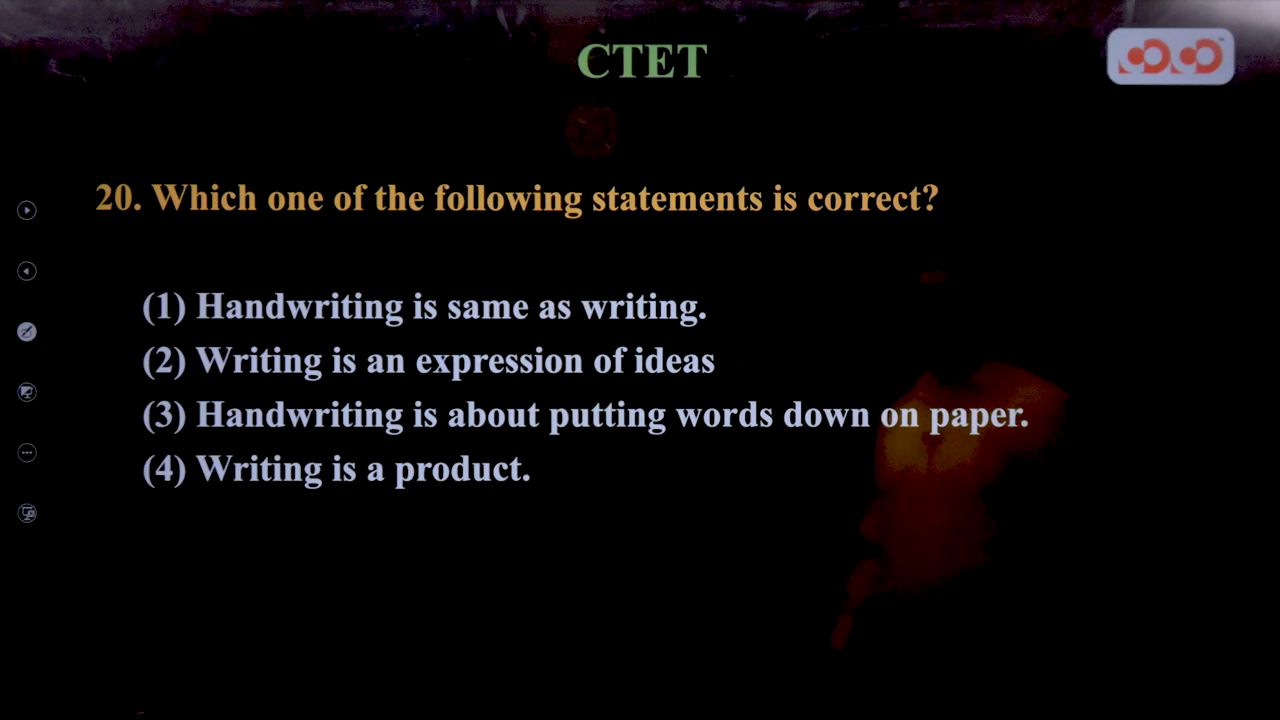 CTET
20. Which one of the following statements is correct?
(1) Handwriting is same as writing.
(2) Writing is an expression of ideas
(3) Handwriting is about putting words down on paper.
(4) Writing is a product.